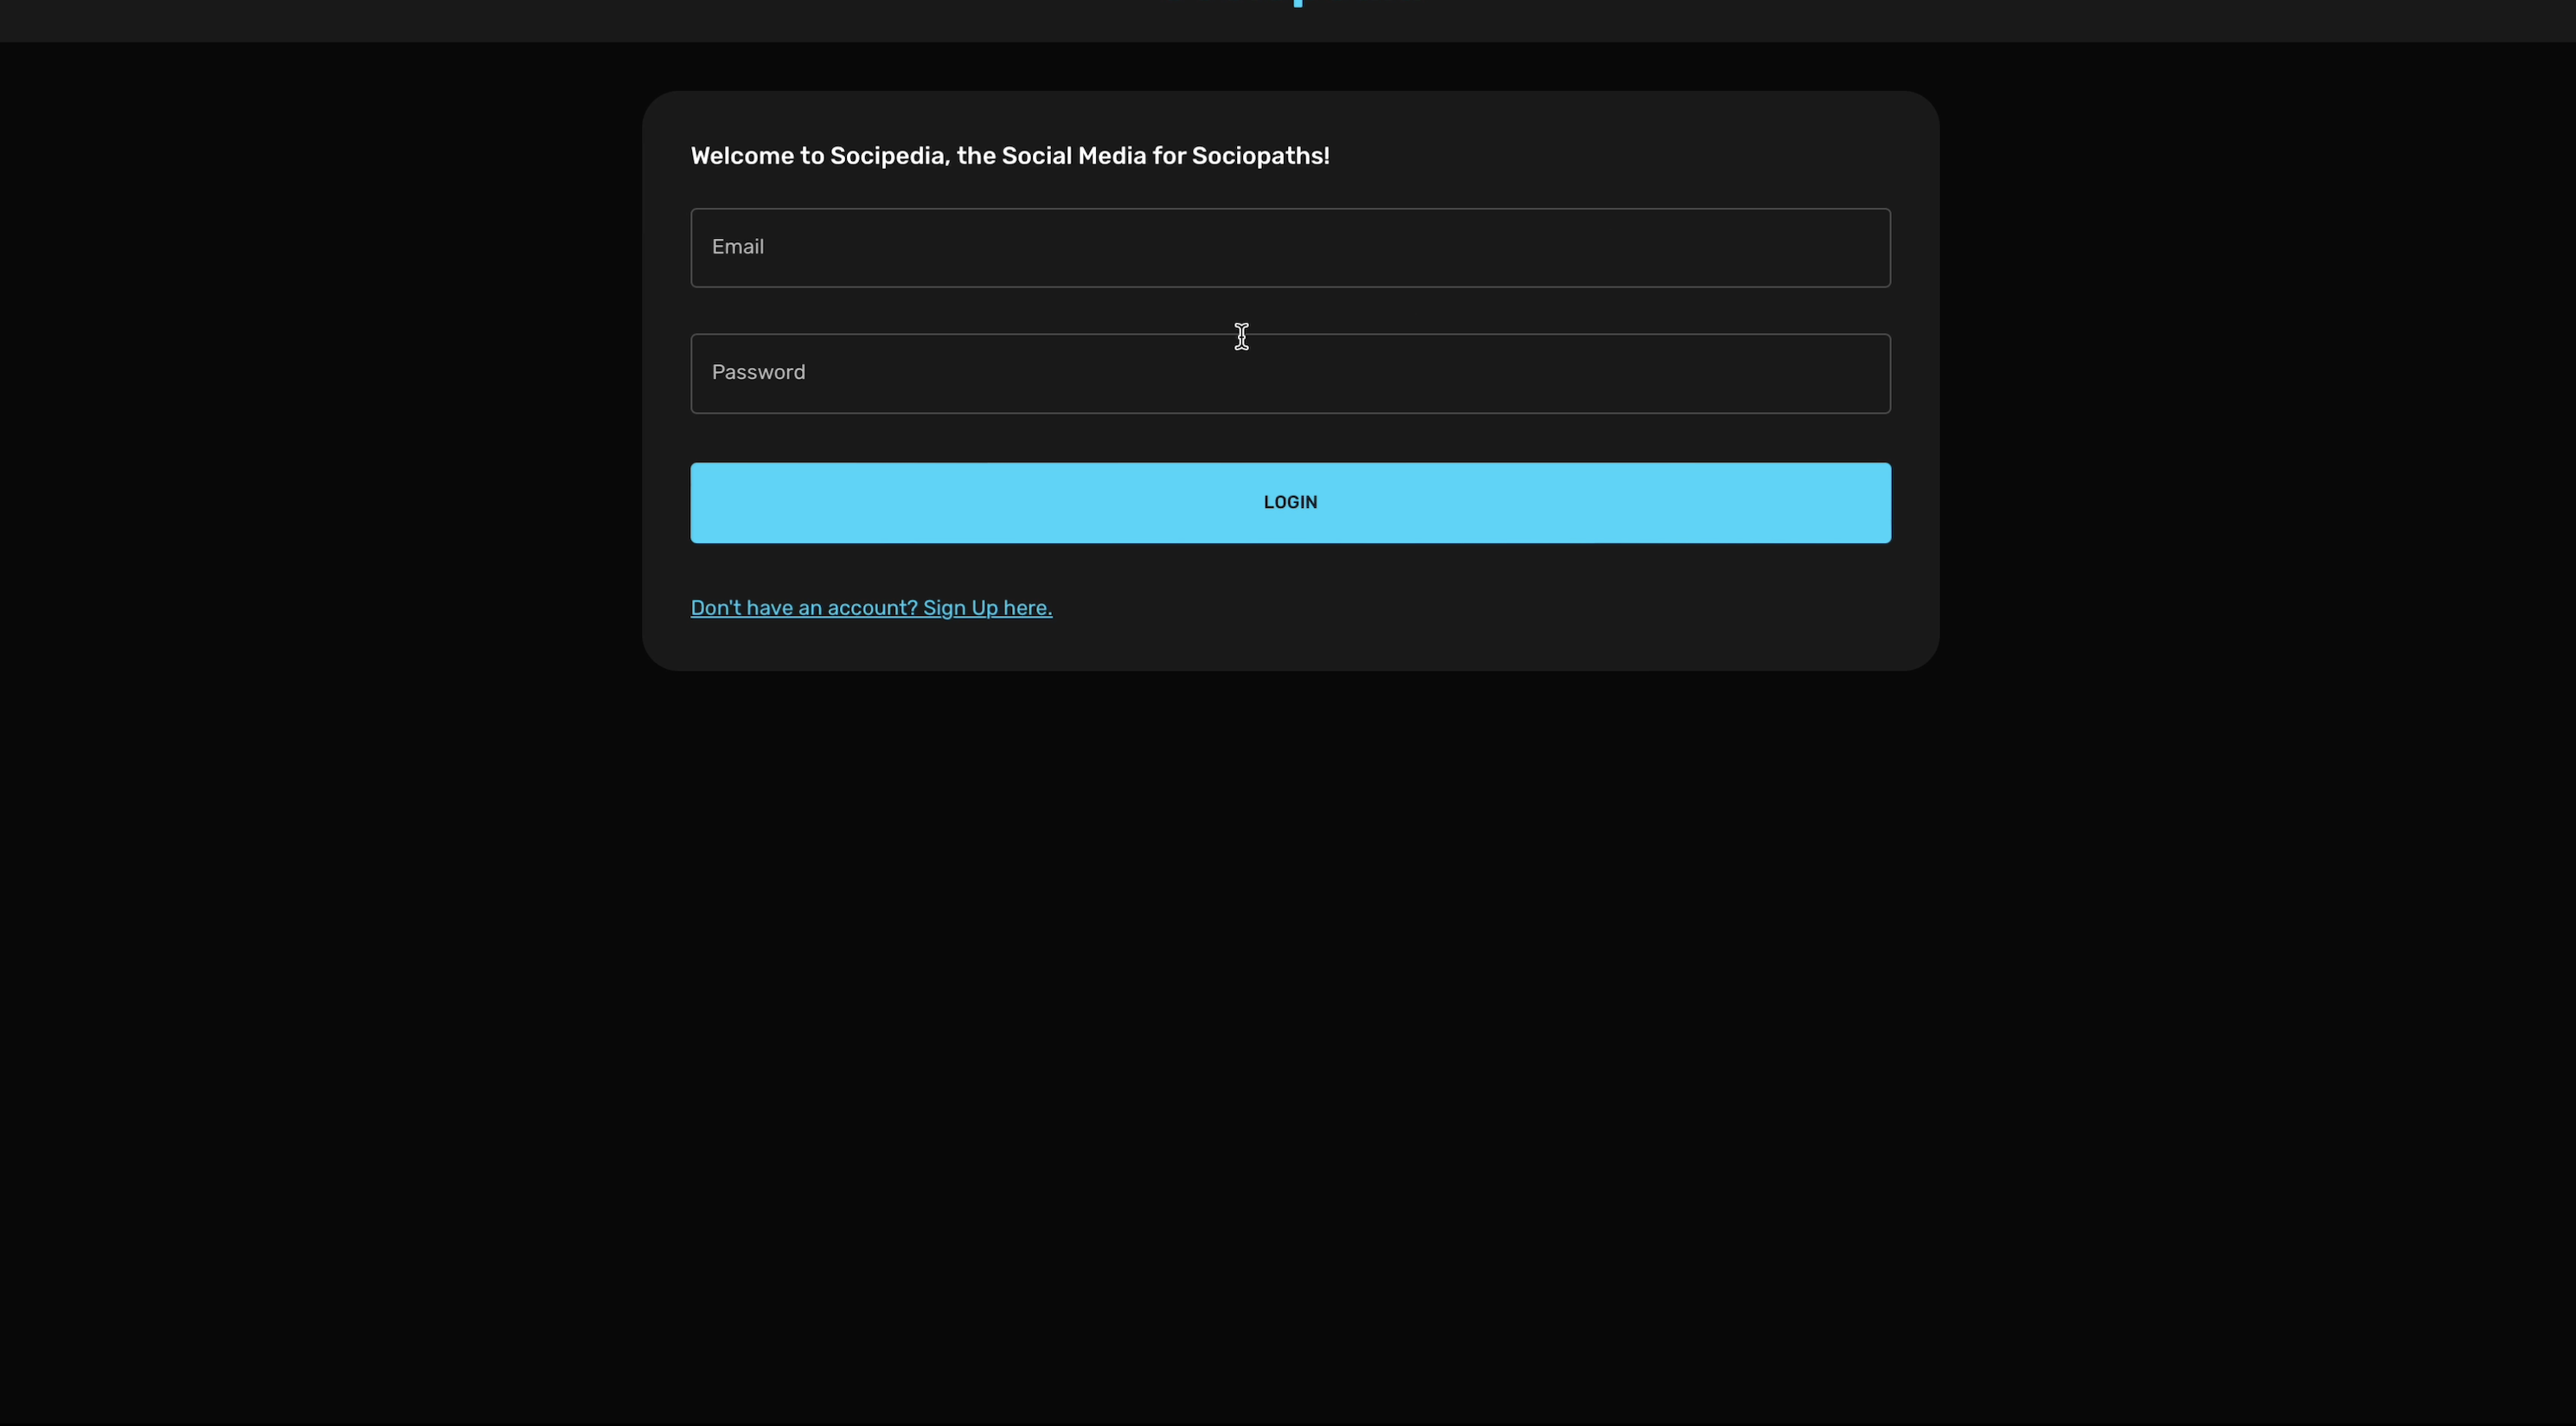 Welcome to Socipedia, the Social Media for Sociopaths!
Email
Password
LOGIN
Don't have an account? Sign Up here.